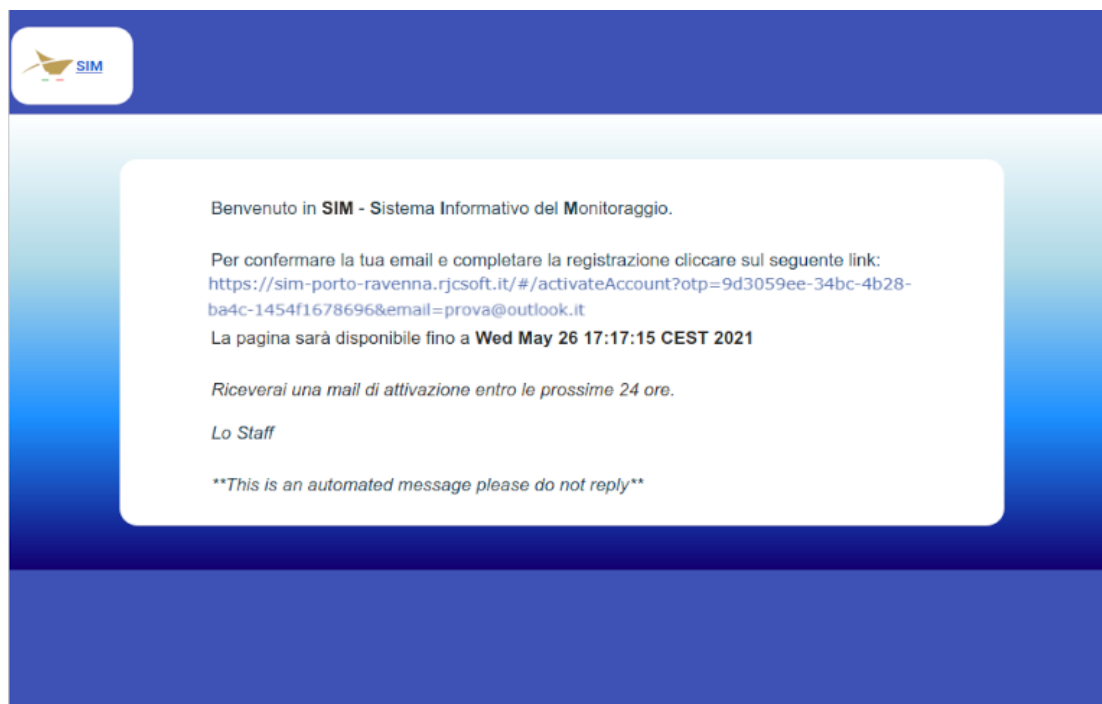 SIM
Benvenuto in SIM - Sistema Informativo del Monitoraggio.
Per confermare la tua email e completare la registrazione cliccare sul seguente link:
https://sim-porto-ravenna.rjcsoft.it/#/activateAccount?otp=9d3059ee-34bc-4b28-
ba4c-1454f1678696&email=prova@outlook.it
La pagina sarà disponibile fino a Wed May 26 17:17:15 CEST 2021
Riceverai una mail di attivazione entro le prossime 24 ore.
Lo Staff
**This is an automated message please do not reply**